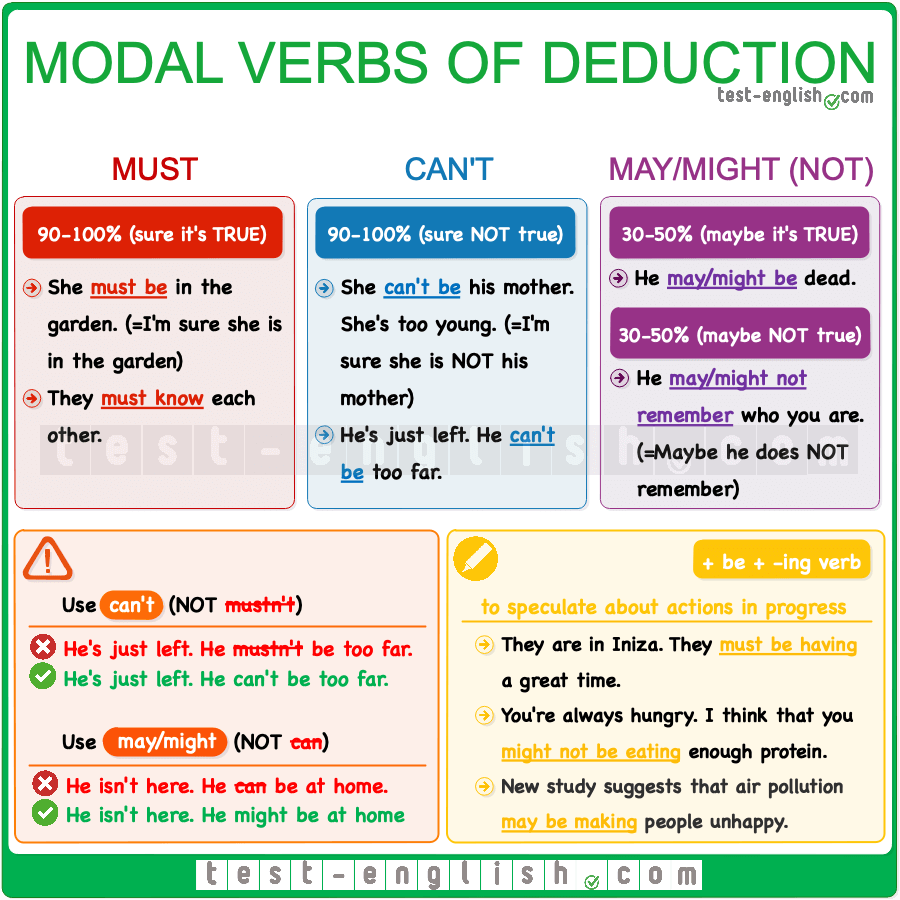 MODAL VERBS OF DEDUCTION
test-english.com
MUST
90-100% (sure it's TRUE)
She must be in the
garden. (=I'm sure she is
in the garden)
They must know each
other.
CAN'T
90-100% (sure NOT true)
She can't be his mother.
She's too young. (=I'm
sure she is NOT his
mother)
He's just left. He can't
be too far.
MAY/MIGHT (NOT)
30-50% (maybe it's TRUE)
He may/might be dead.
30-50% (maybe NOT true)
He may/might not
remember who you are.
(=Maybe he does NOT
remember)
test-english.com
Use can't (NOT mustn't)
He's just left. He mustn't be too far.
He's just left. He can't be too far.
Use may/might (NOT can)
He isn't here. He can be at home.
He isn't here. He might be at home
+ be + -ing verb
to speculate about actions in progress
They are in Iniza. They must be having
a great time.
You're always hungry. I think that you
might not be eating enough protein.
New study suggests that air pollution
may be making people unhappy.
test-english.com